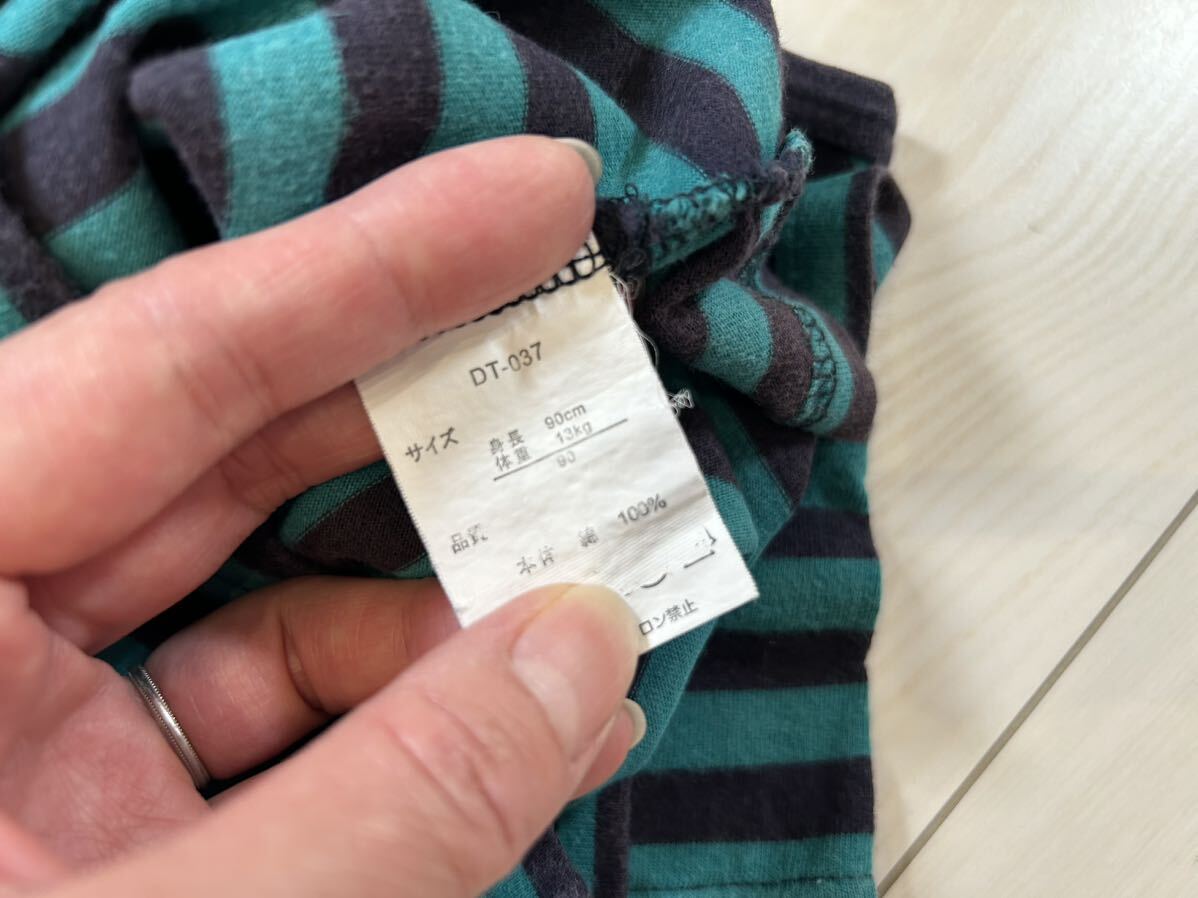 DT-037
サイズ 身長 90cm
体重 13kg
90
品質
本体 綿 100%
ロン禁止